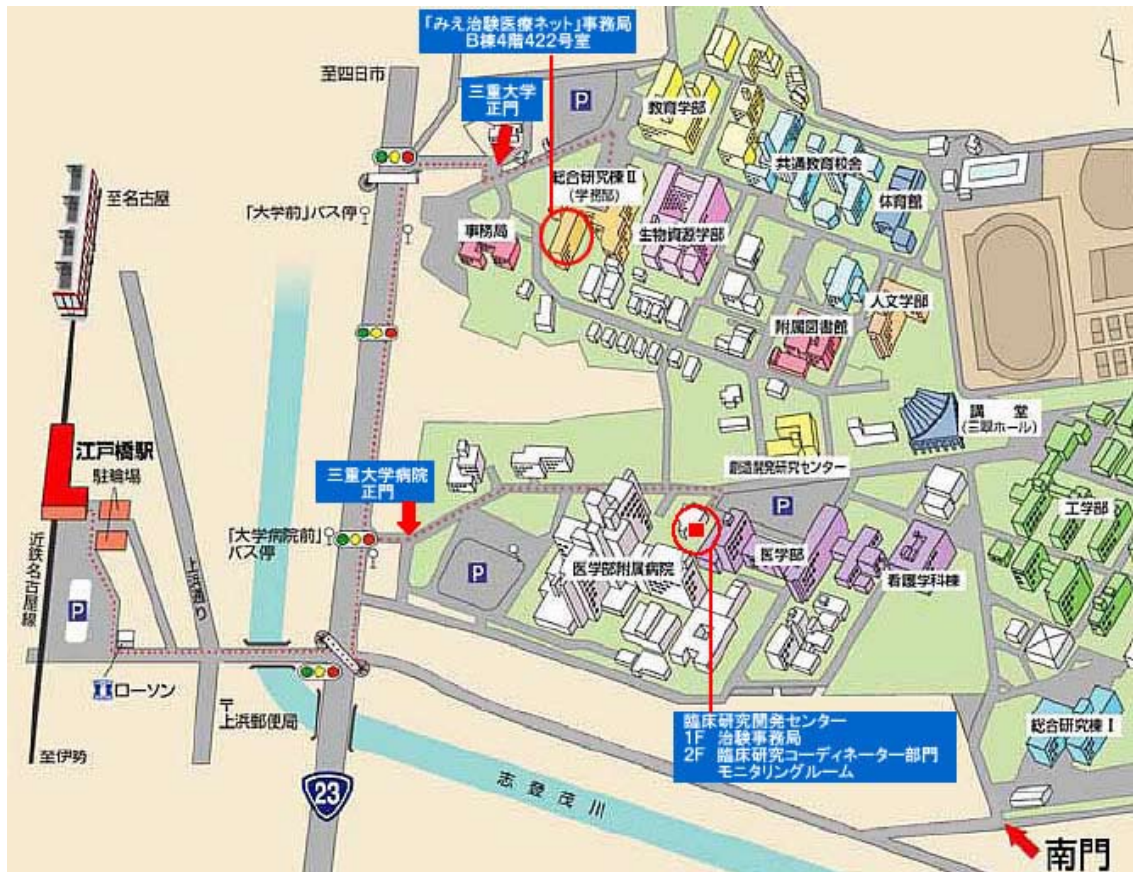 「みえ治験医療ネット」事務局
B棟4階422号室
至四日市
三重大学
正門
P
教育学部
共通教育校舎
体育館
至名古屋
「大学前」バス停
総合研究棟Ⅱ
(学務部)
事務局
生物資源学部
人文学部
附属図書館
講堂
(三翠ホール)
江戸橋駅
駐輪場
三重大学病院
正門
創造開発研究センター
P
工学部
「大学病院前」
バス停
近鉄名古屋線
上浜通り
P
医学部附属病院
医学部
看護学科棟
P
ローソン
〒
上浜郵便局
臨床研究開発センター
1F 治験事務局
2F 臨床研究コーディネーター部門
モニタリングルーム
総合研究棟Ⅰ
至伊勢
23
志登茂川
南門